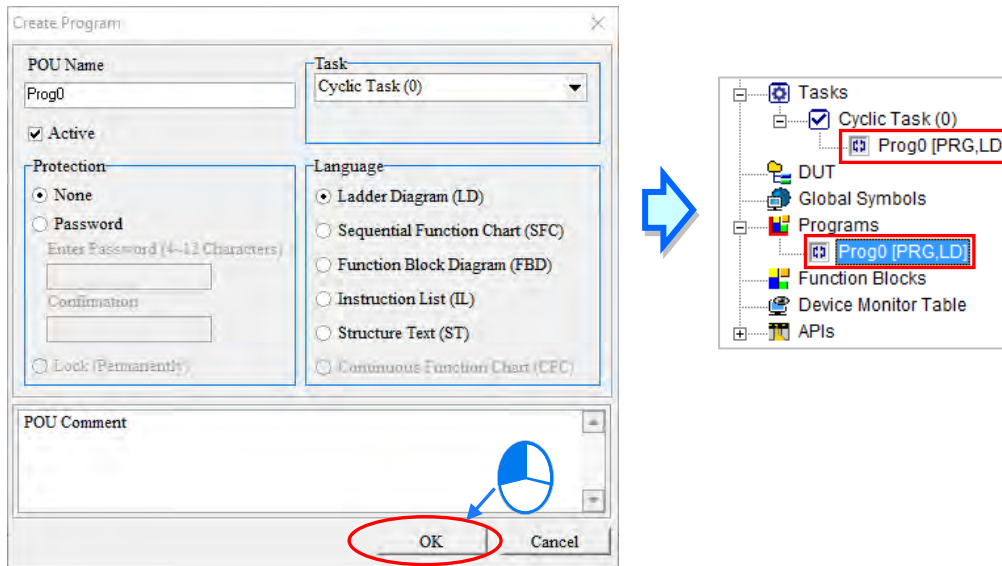 Create Program
POU Name
Prog0
Active
Task
Cyclic Task (0)
Protection
None
Password
Enter Password (4~12 Characters)
Confirmation
Lock (Permanently)
Language
Ladder Diagram (LD)
Sequential Function Chart (SFC)
Function Block Diagram (FBD)
Instruction List (IL)
Structure Text (ST)
Continuous Function Chart (CFC)
POU Comment
OK
Cancel
Tasks
Cyclic Task (0)
Prog0 [PRG,LD
DUT
Global Symbols
Programs
Prog0 [PRG,LD]
Function Blocks
Device Monitor Table
APIs